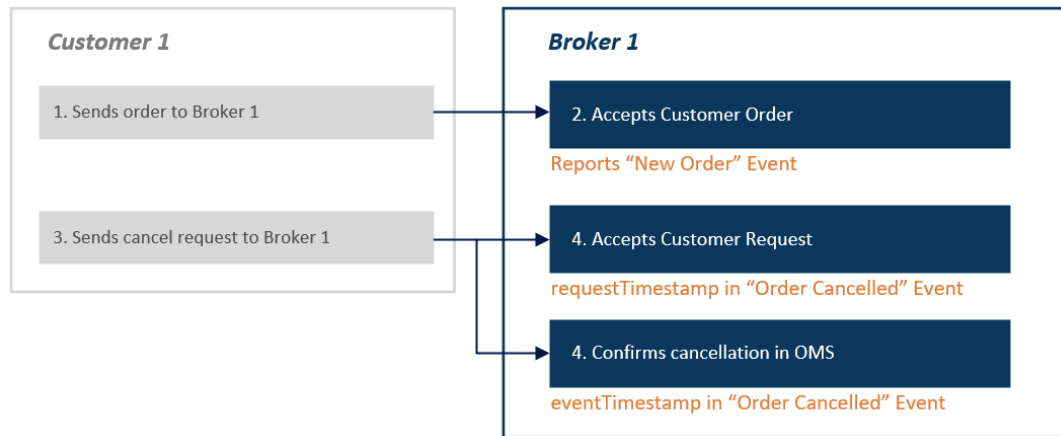 Customer 1
Broker 1
1. Sends order to Broker 1
2. Accepts Customer Order
Reports “New Order” Event
3. Sends cancel request to Broker 1
4. Accepts Customer Request
requestTimestamp in “Order Cancelled” Event
4. Confirms cancellation in OMS
eventTimestamp in “Order Cancelled” Event